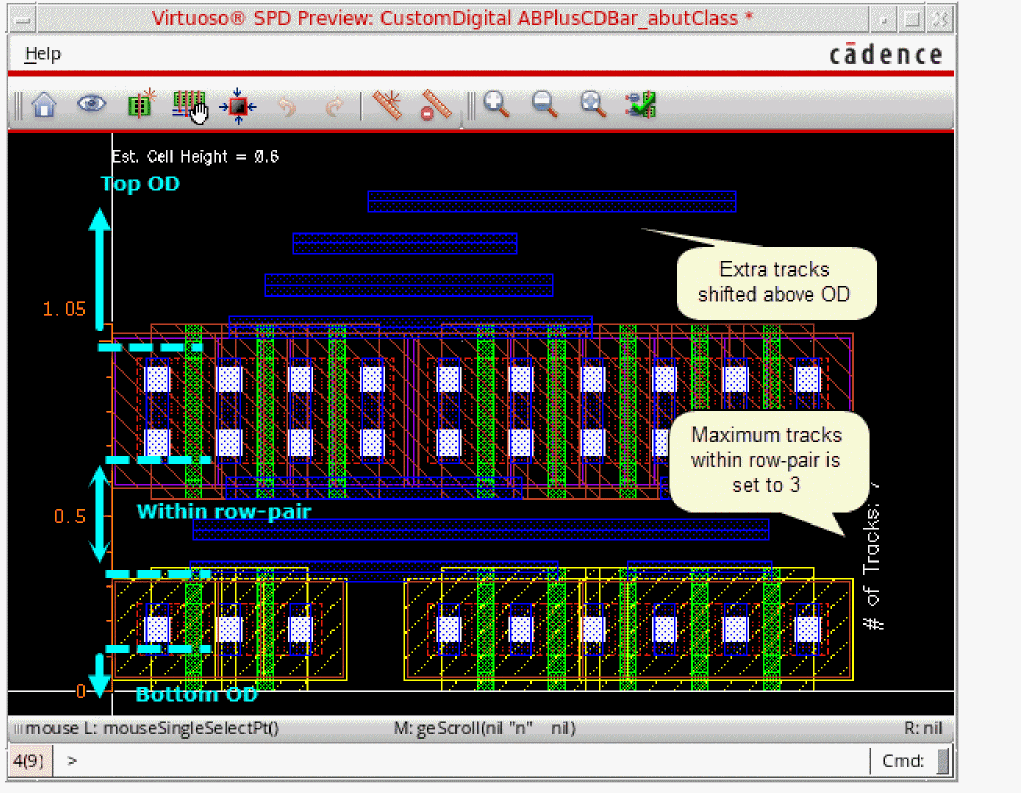 Virtuoso® SPD Preview: CustomDigital ABPlusCDBar_abutClass *
Help
cādence
Est. Cell Height = 0.6
Top OD
Extra tracks
shifted above OD
1.05
Maximum tracks
within row-pair is
set to 3
Within row-pair
0.5
# of Tracks: 7
0
Bottom OD
mouse L: mouseSingleSelectPt()
M: geScroll(nil "n" nil)
R: nil
4(9)
>
Cmd: